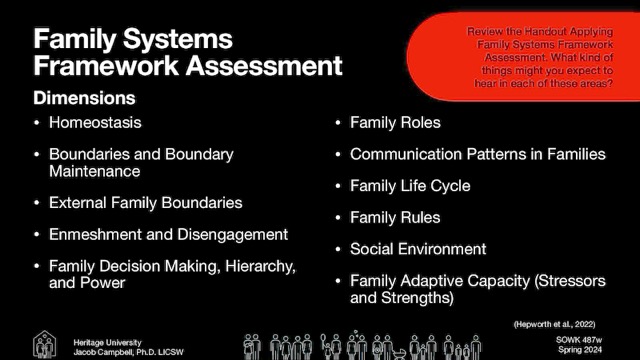 Family Systems
Framework Assessment
Review the Handout Applying
Family Systems Framework
Assessment. What kind of
things might you expect to
hear in each of these areas?
Dimensions
• Homeostasis
• Boundaries and Boundary
Maintenance
• External Family Boundaries
• Enmeshment and Disengagement
• Family Decision Making, Hierarchy,
and Power
• Family Roles
• Communication Patterns in Families
• Family Life Cycle
• Family Rules
• Social Environment
• Family Adaptive Capacity (Stressors
and Strengths)
(Hepworth et al., 2022)
Heritage University
Jacob Campbell, Ph.D. LICSW
SOWK 487w
Spring 2024